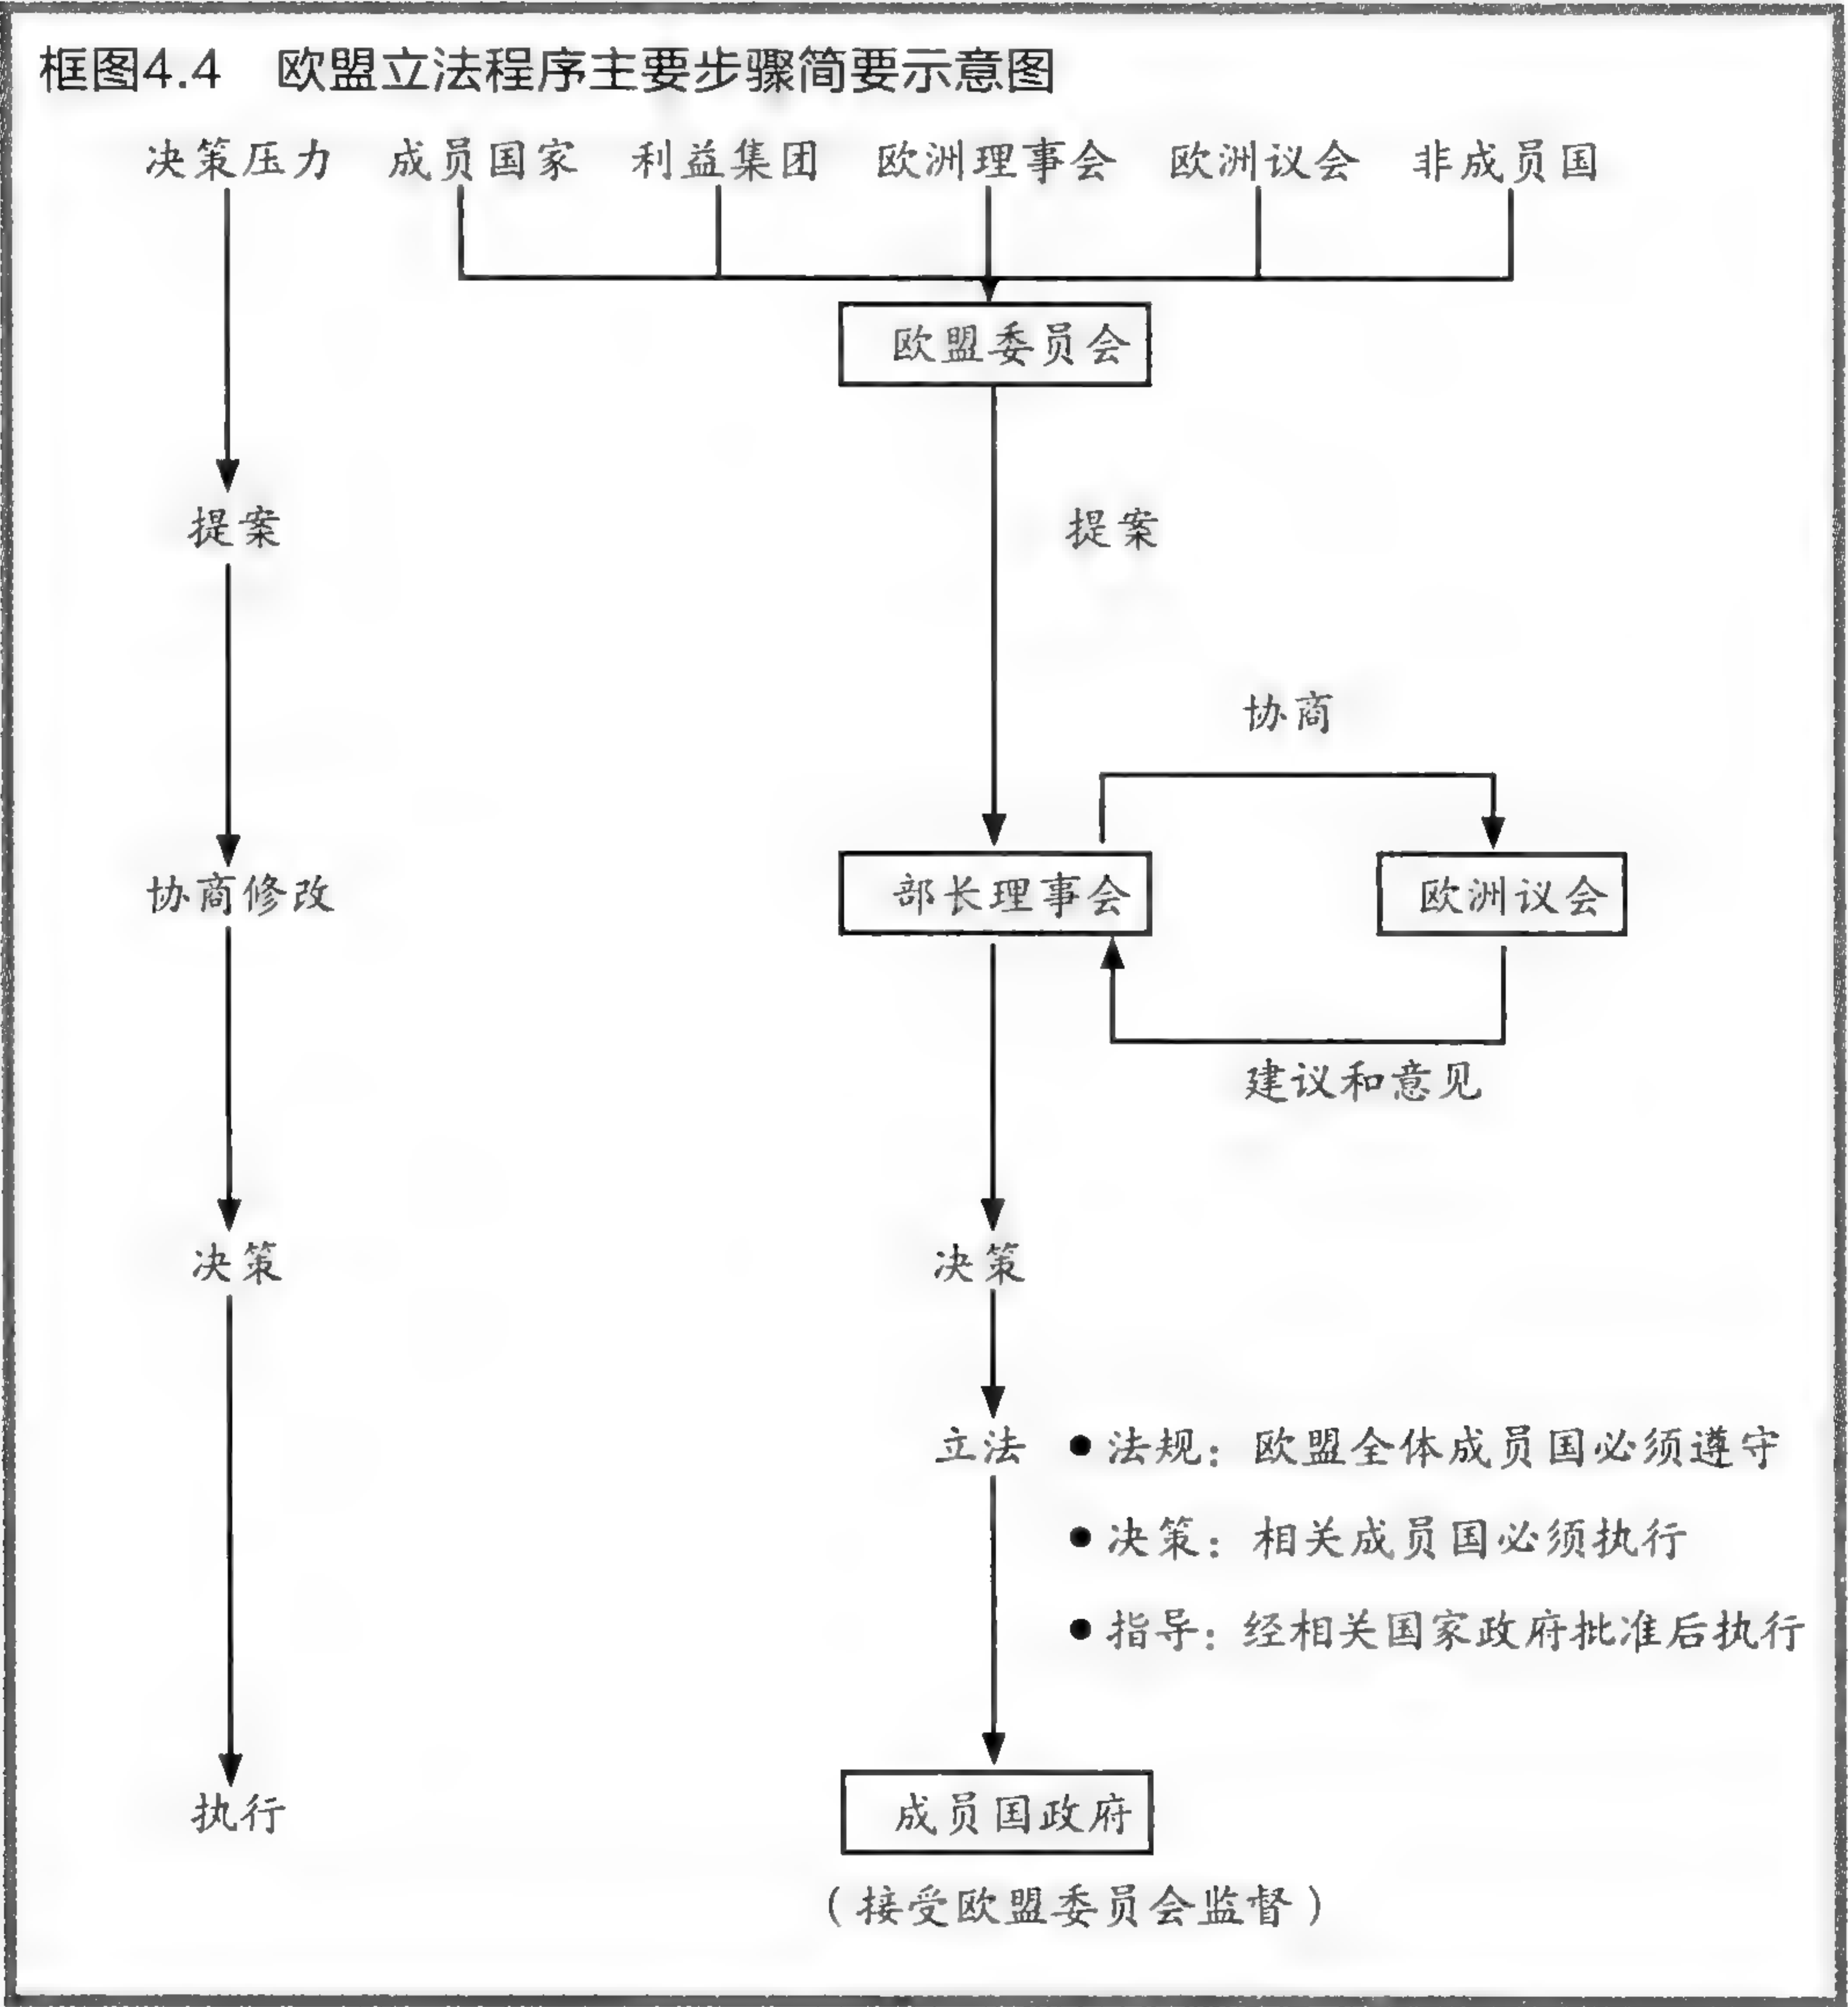 框图4.4 欧盟立法程序主要步骤简要示意图
决策压力 成员国家 利益集团 欧洲理事会 欧洲议会 非成员国
欧盟委员会
提案 提案
协商
协商修改 部长理事会 欧洲议会
建议和意见
决策 决策
立法 ●法规：欧盟全体成员国必须遵守
●决策：相关成员国必须执行
●指导：经相关国家政府批准后执行
执行 成员国政府
（接受欧盟委员会监督）